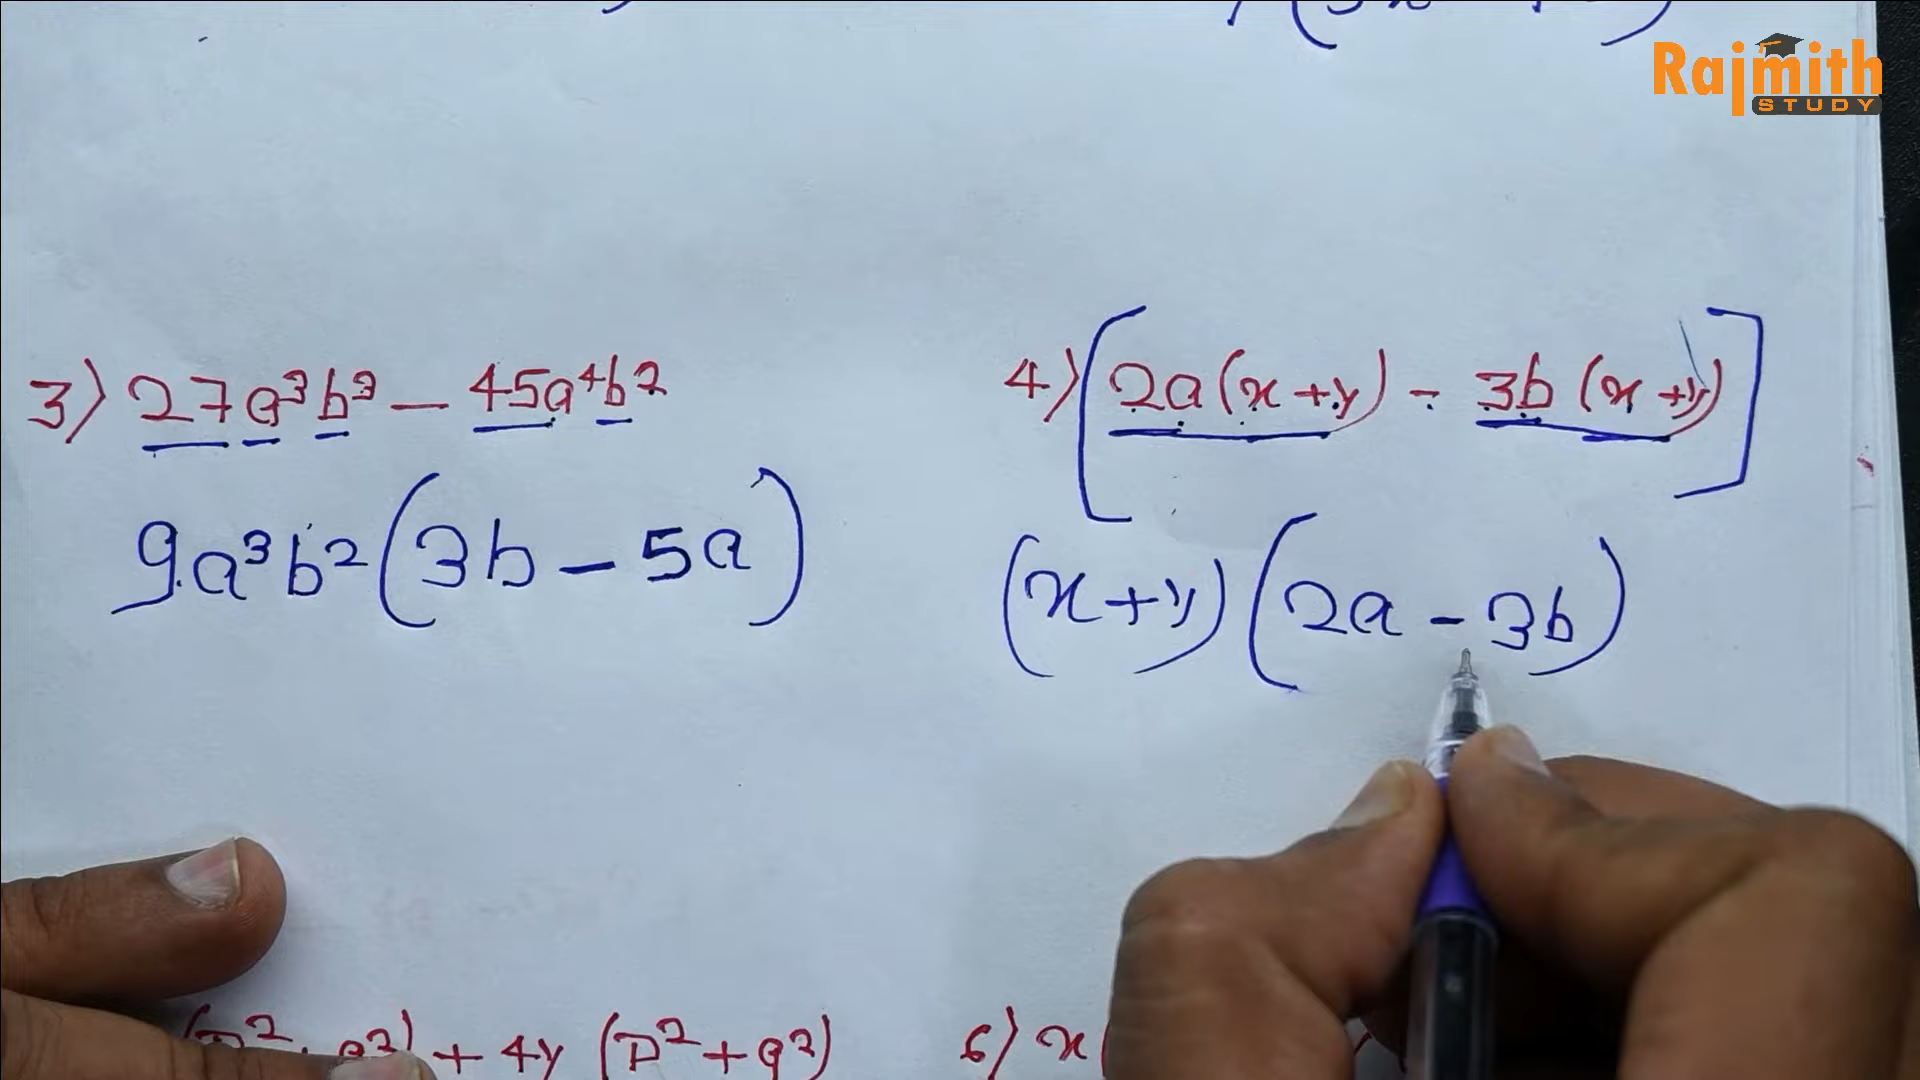 Rajmith
STUDY
3) 27a³b³ – 45a⁴b²
9a³b²(3b – 5a)
4) [2a(x+y) - 3b(x+y)]
(x+y)(2a - 3b)
+ 4y (p²+q²)
6) x(